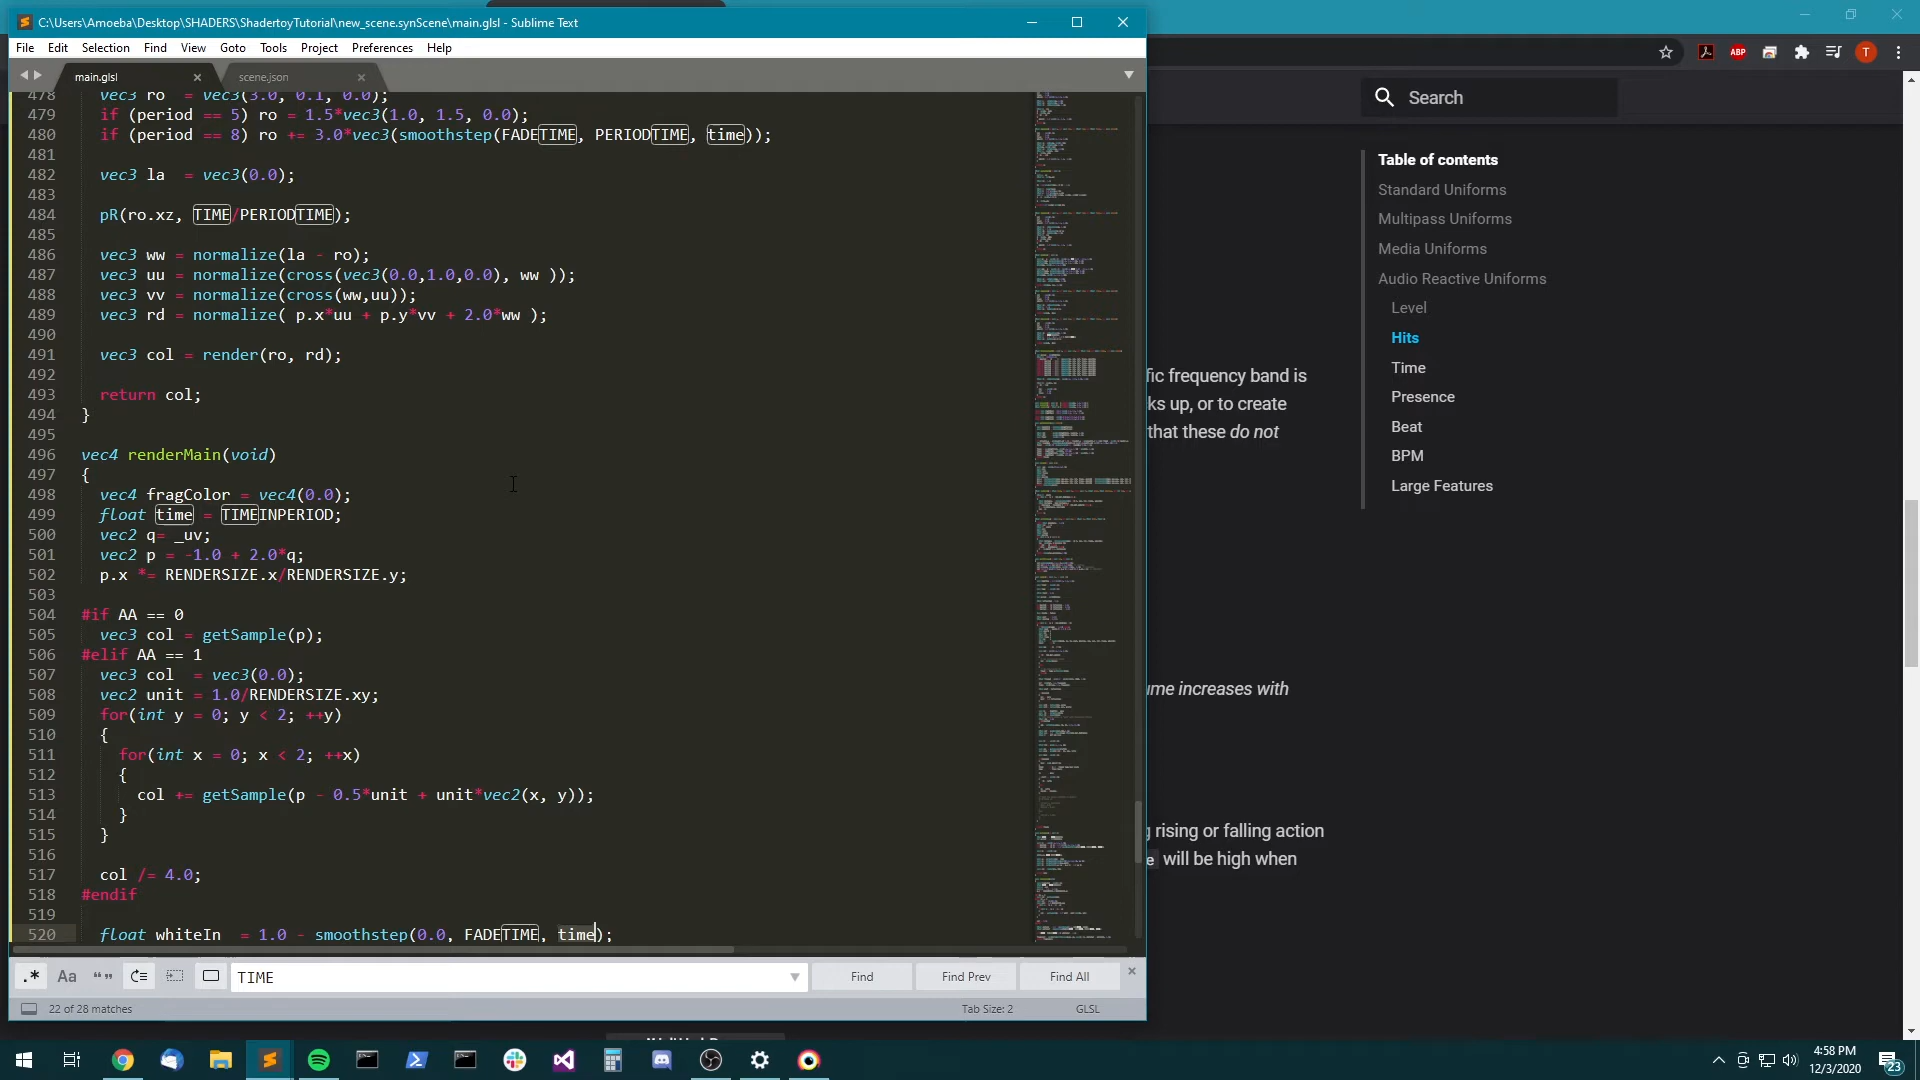 C:\Users\Amoeba\Desktop\SHADERS\ShadertoyTutorial\new_scene.synScene\main.glsl - Sublime Text
File Edit Selection Find View Goto Tools Project Preferences Help
main.glsl
scene.json
478 vec3 ro  = vec3(3.0, 0.1, 0.0);
479 if (period == 5) ro = 1.5*vec3(1.0, 1.5, 0.0);
480 if (period == 8) ro += 3.0*vec3(smoothstep(FADETIME, PERIODTIME, time));
481
482 vec3 la  = vec3(0.0);
483
484 pR(ro.xz, TIME/PERIODTIME);
485
486 vec3 ww = normalize(la - ro);
487 vec3 uu = normalize(cross(vec3(0.0,1.0,0.0), ww ));
488 vec3 vv = normalize(cross(ww,uu));
489 vec3 rd = normalize( p.x*uu + p.y*vv + 2.0*ww );
490
491 vec3 col = render(ro, rd);
492
493 return col;
494 }
495
496 vec4 renderMain(void)
497 {
498 vec4 fragColor = vec4(0.0);
499 float time = TIMEINPERIOD;
500 vec2 q= _uv;
501 vec2 p = -1.0 + 2.0*q;
502 p.x *= RENDERSIZE.x/RENDERSIZE.y;
503
504 #if AA == 0
505 vec3 col = getSample(p);
506 #elif AA == 1
507 vec3 col  = vec3(0.0);
508 vec2 unit = 1.0/RENDERSIZE.xy;
509 for(int y = 0; y < 2; ++y)
510 {
511 for(int x = 0; x < 2; ++x)
512 {
513 col += getSample(p - 0.5*unit + unit*vec2(x, y));
514 }
515 }
516
517 col /= 4.0;
518 #endif
519
520 float whiteIn  = 1.0 - smoothstep(0.0, FADETIME, time);
.* Aa “” TIME Find Find Prev Find All
22 of 28 matches Tab Size: 2 GLSL
ABP T
Search
Table of contents
Standard Uniforms
Multipass Uniforms
Media Uniforms
Audio Reactive Uniforms
Level
Hits
Time
Presence
Beat
BPM
Large Features
fic frequency band is
ks up, or to create
that these do not
ume increases with
g rising or falling action
e will be high when
4:58 PM
12/3/2020
23